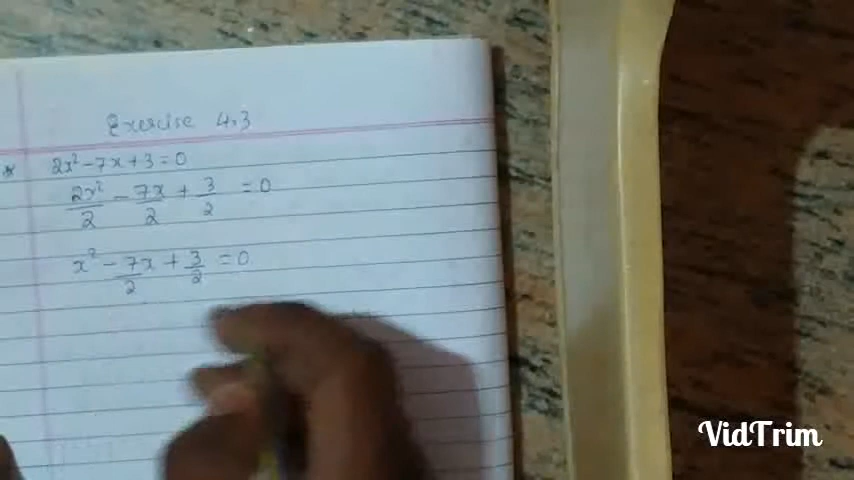 Exercise 4.3
* 2x² - 7x + 3 = 0
2x²/2 - 7x/2 + 3/2 = 0
x² - 7x/2 + 3/2 = 0
VidTrim